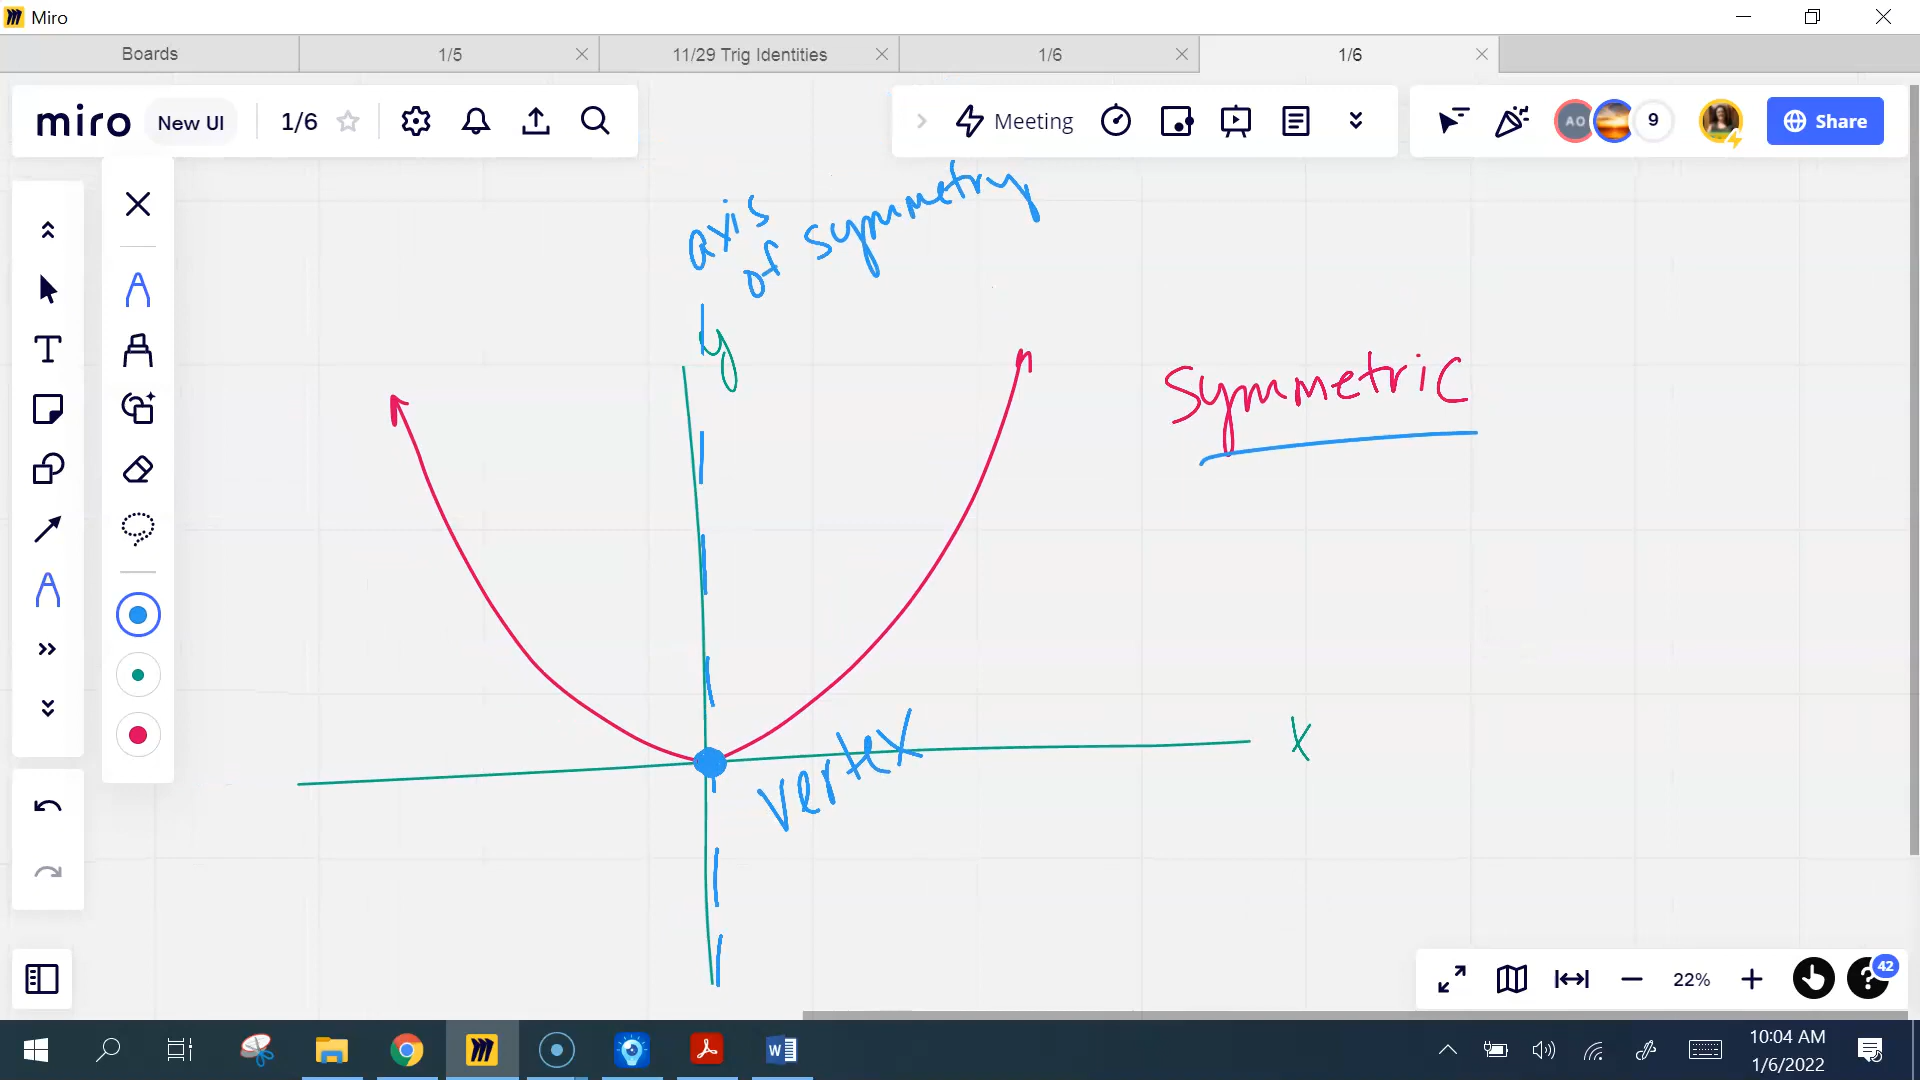 Miro
Boards
1/5
11/29 Trig Identities
1/6
1/6
miro New UI 1/6
Meeting
AO
9
Share
axis
of symmetry
y
symmetric
x
vertex
22%
42
10:04 AM
1/6/2022